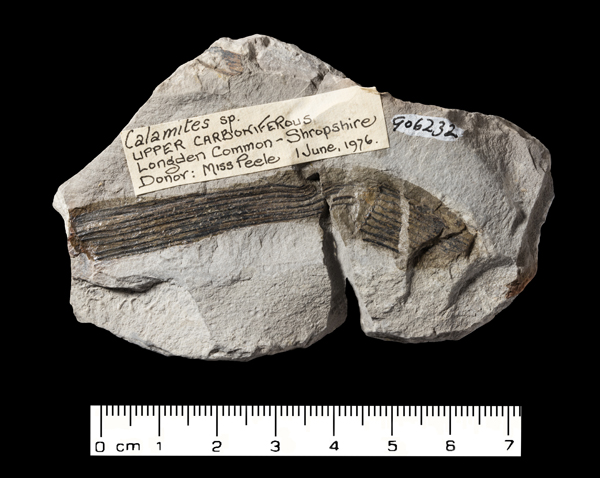 Calamites sp.
UPPER CARBONIFEROUS.
Longden Common - Shropshire
Donor: Miss Peele 1 June, 1976.
G06232
0 cm 1 2 3 4 5 6 7